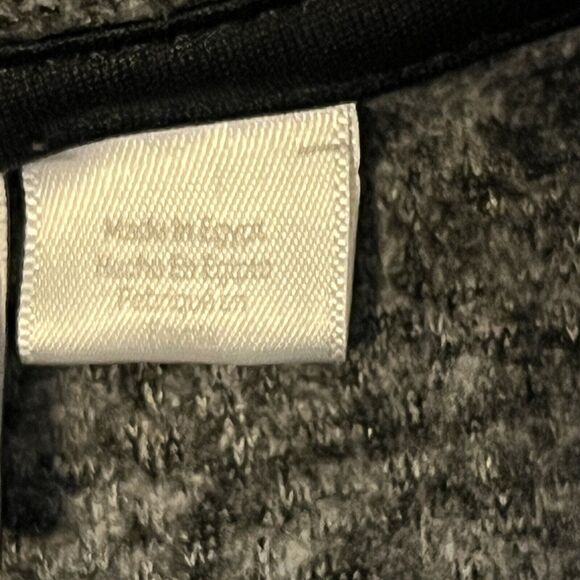 Made In Egypt
Hecho En Egipto
Fabriqué en